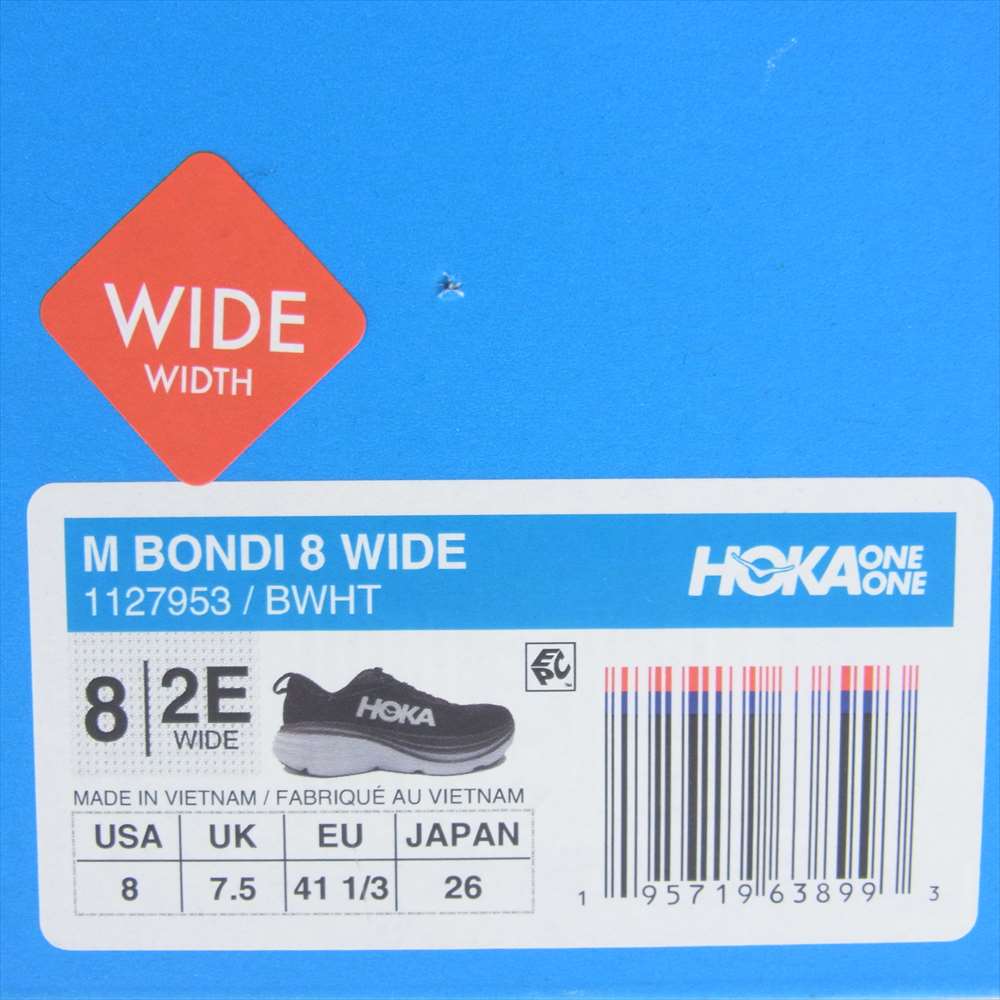 WIDE
WIDTH
M BONDI 8 WIDE
1127953 / BWHT
HOKA ONE ONE
8 2E
WIDE
HOKA
EPC™
MADE IN VIETNAM / FABRIQUÉ AU VIETNAM
USA UK EU JAPAN
8 7.5 41 1/3 26
1 95719 63899 3